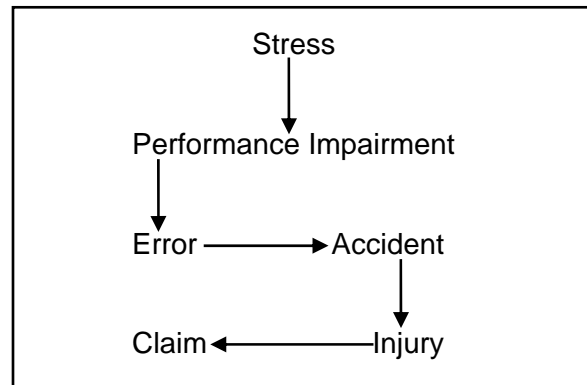 Stress
Performance Impairment
Error Accident
Claim Injury